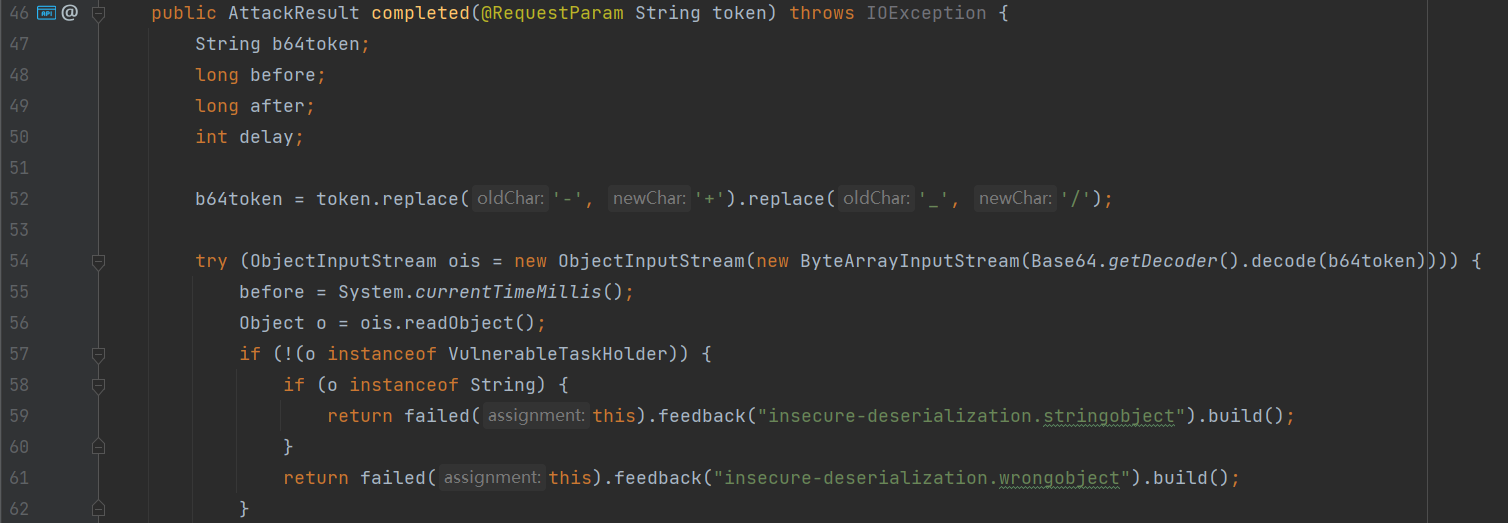 46 API @ public AttackResult completed(@RequestParam String token) throws IOException {
47 String b64token;
48 long before;
49 long after;
50 int delay;
51
52 b64token = token.replace( oldChar: '-', newChar: '+').replace( oldChar: '_', newChar: '/');
53
54 try (ObjectInputStream ois = new ObjectInputStream(new ByteArrayInputStream(Base64.getDecoder().decode(b64token)))) {
55 before = System.currentTimeMillis();
56 Object o = ois.readObject();
57 if (!(o instanceof VulnerableTaskHolder)) {
58 if (o instanceof String) {
59 return failed( assignment: this).feedback("insecure-deserialization.stringobject").build();
60 }
61 return failed( assignment: this).feedback("insecure-deserialization.wrongobject").build();
62 }